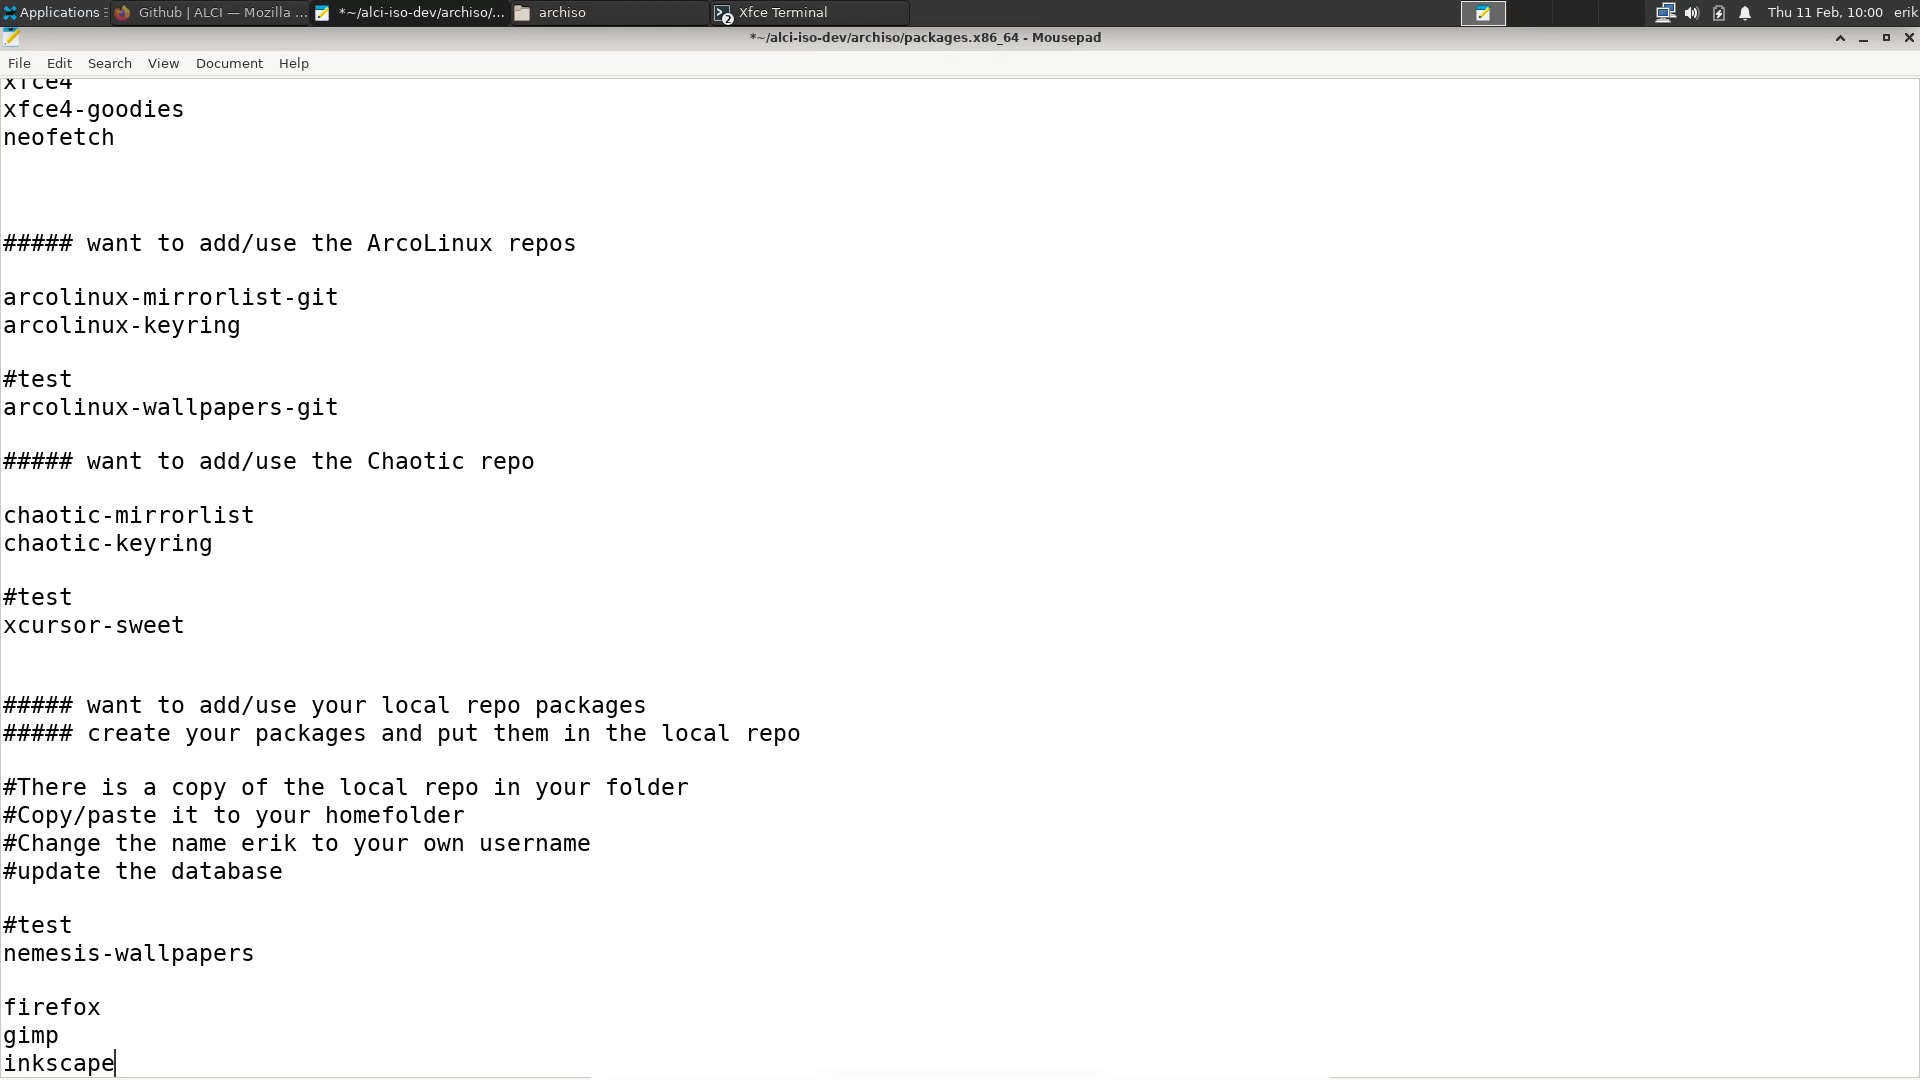 Applications Github | ALCI — Mozilla ... *~/alci-iso-dev/archiso/... archiso Xfce Terminal 2 Thu 11 Feb, 10:00 erik
*~/alci-iso-dev/archiso/packages.x86_64 - Mousepad
File Edit Search View Document Help
xfce4
xfce4-goodies
neofetch
##### want to add/use the ArcoLinux repos
arcolinux-mirrorlist-git
arcolinux-keyring
#test
arcolinux-wallpapers-git
##### want to add/use the Chaotic repo
chaotic-mirrorlist
chaotic-keyring
#test
xcursor-sweet
##### want to add/use your local repo packages
##### create your packages and put them in the local repo
#There is a copy of the local repo in your folder
#Copy/paste it to your homefolder
#Change the name erik to your own username
#update the database
#test
nemesis-wallpapers
firefox
gimp
inkscape